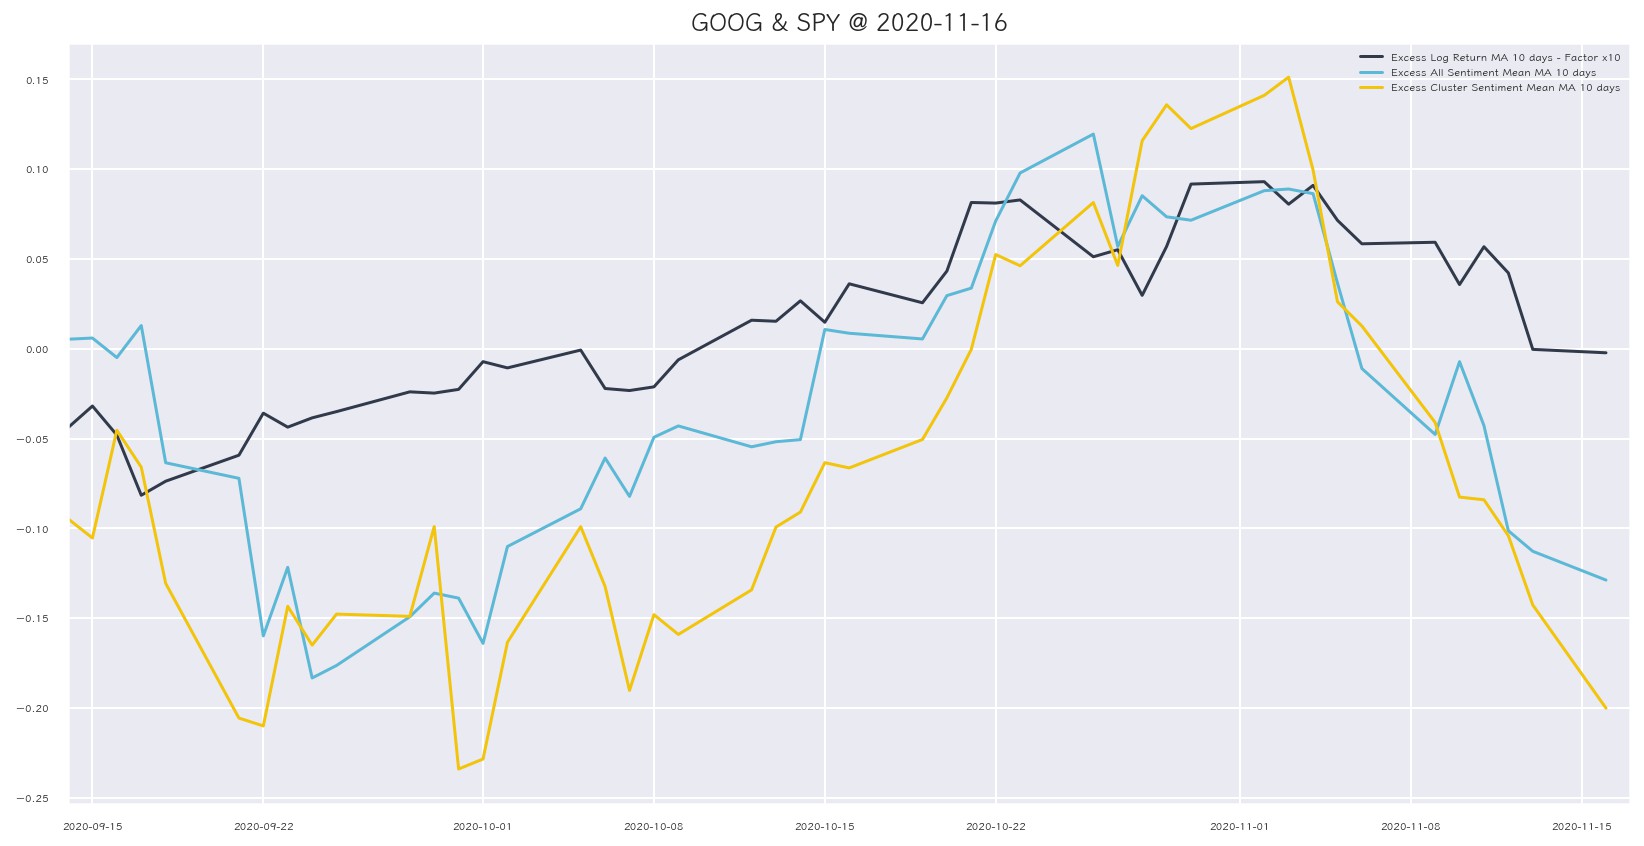 GOOG & SPY @ 2020-11-16
Excess Log Return MA 10 days - Factor x10
Excess All Sentiment Mean MA 10 days
Excess Cluster Sentiment Mean MA 10 days
0.15
0.10
0.05
0.00
−0.05
−0.10
−0.15
−0.20
−0.25
2020-09-15 2020-09-22 2020-10-01 2020-10-08 2020-10-15 2020-10-22 2020-11-01 2020-11-08 2020-11-15